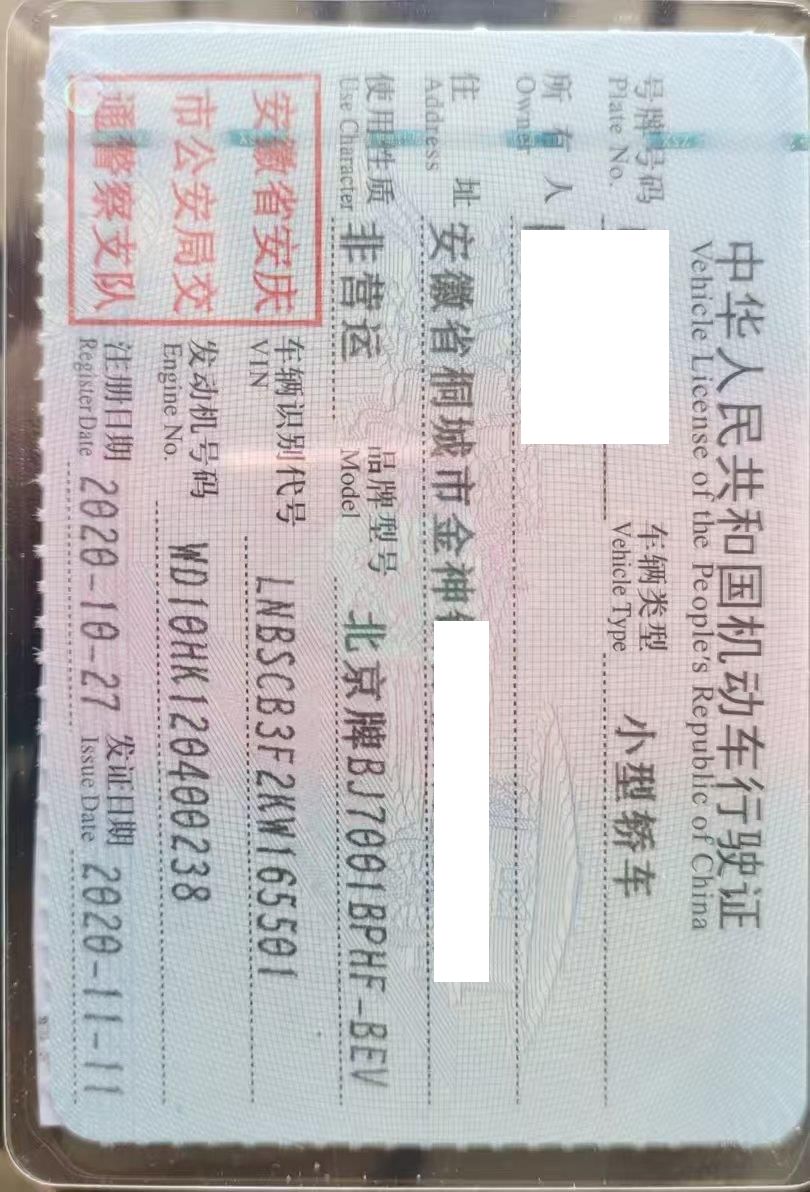 中华人民共和国机动车行驶证
Vehicle License of the People's Republic of China
号牌号码 车辆类型 小型轿车
Plate No. Vehicle Type
所有人
Owner
住址 安徽省桐城市金神
Address
使用性质 非营运 品牌型号 北京牌BJ7001BPHF-BEV
Use Character Model
安徽省安庆
市公安局交
通警察支队
车辆识别代号 LNBSCB3F2KW165501
VIN
发动机号码 WD10HK120400238
Engine No.
注册日期 2020-10-27 发证日期 2020-11-11
Register Date Issue Date